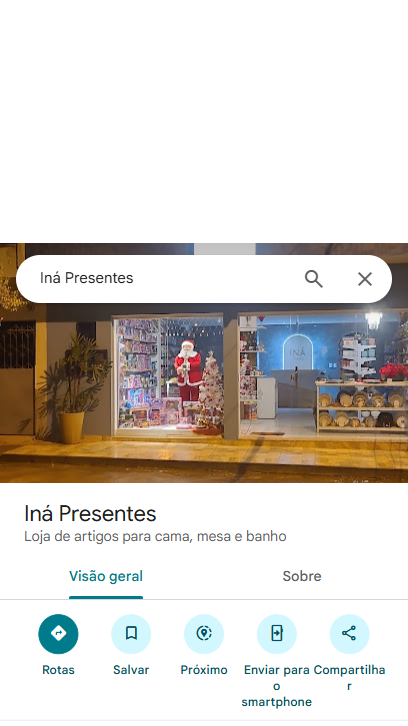 Iná Presentes
INÁ
Iná Presentes
Loja de artigos para cama, mesa e banho
Visão geral
Sobre
Rotas
Salvar
Próximo
Enviar para
o
smartphone
Compartilha
r